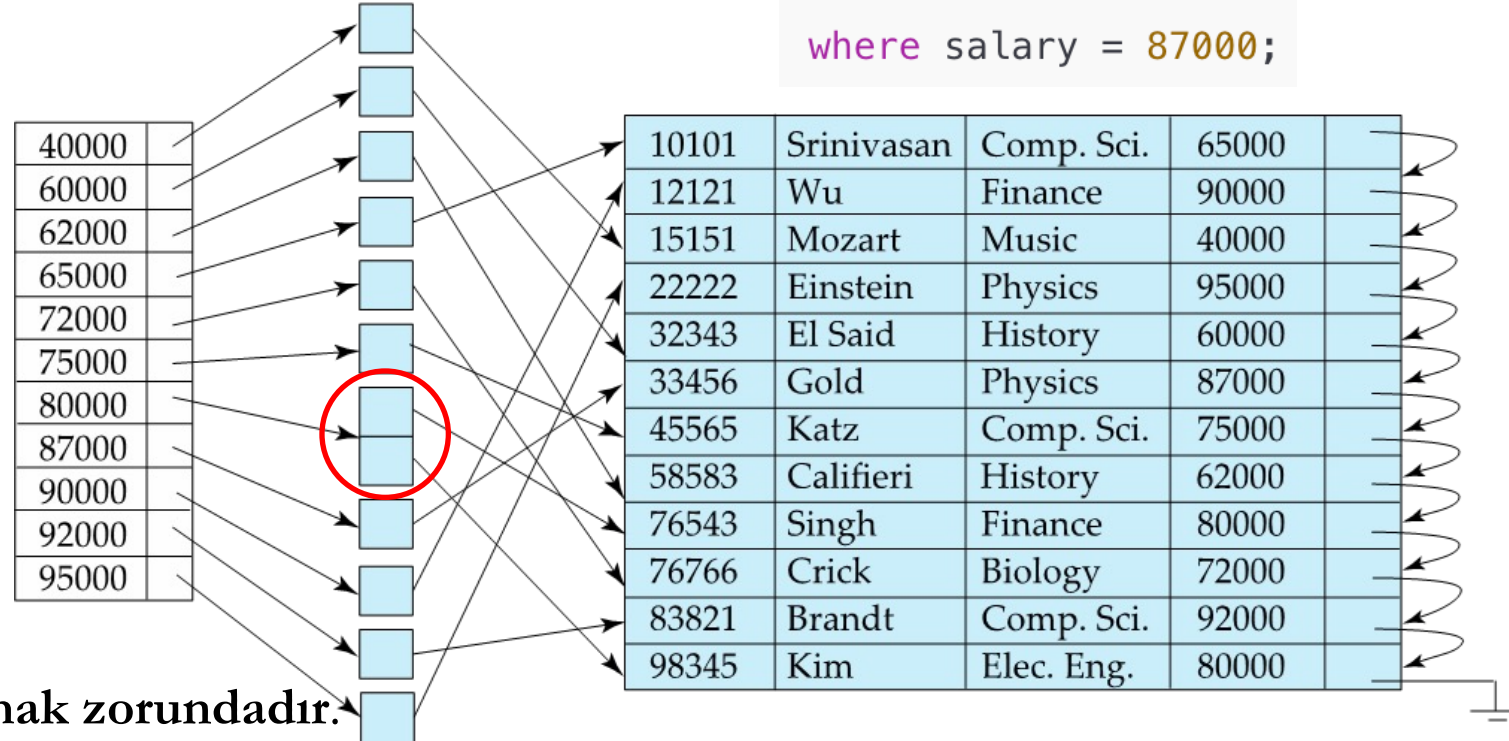 where salary = 87000;
40000
60000
62000
65000
72000
75000
80000
87000
90000
92000
95000
10101 Srinivasan Comp. Sci. 65000
12121 Wu Finance 90000
15151 Mozart Music 40000
22222 Einstein Physics 95000
32343 El Said History 60000
33456 Gold Physics 87000
45565 Katz Comp. Sci. 75000
58583 Califieri History 62000
76543 Singh Finance 80000
76766 Crick Biology 72000
83821 Brandt Comp. Sci. 92000
98345 Kim Elec. Eng. 80000
zorundadır.